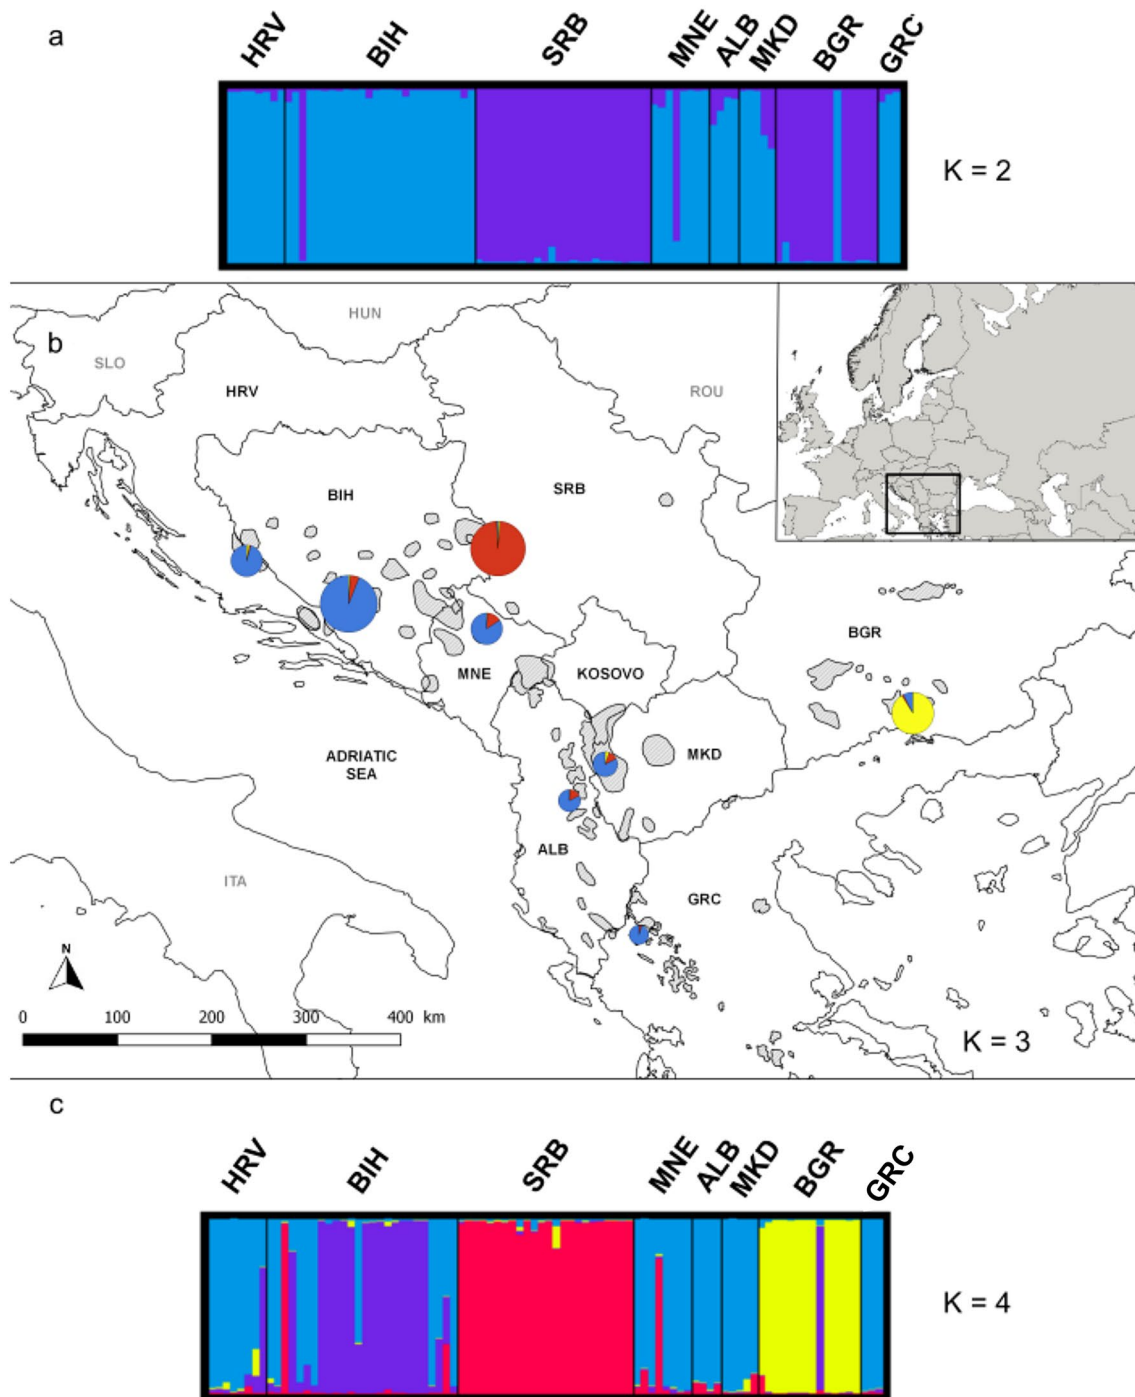 a
HRV BIH SRB MNE ALB MKD BGR GRC
K = 2
b
HUN
SLO
HRV
ROU
BIH
SRB
BGR
MNE
KOSOVO
ADRIATIC
SEA
MKD
ALB
ITA
GRC
N
0 100 200 300 400 km
K = 3
c
HRV BIH SRB MNE ALB MKD BGR GRC
K = 4